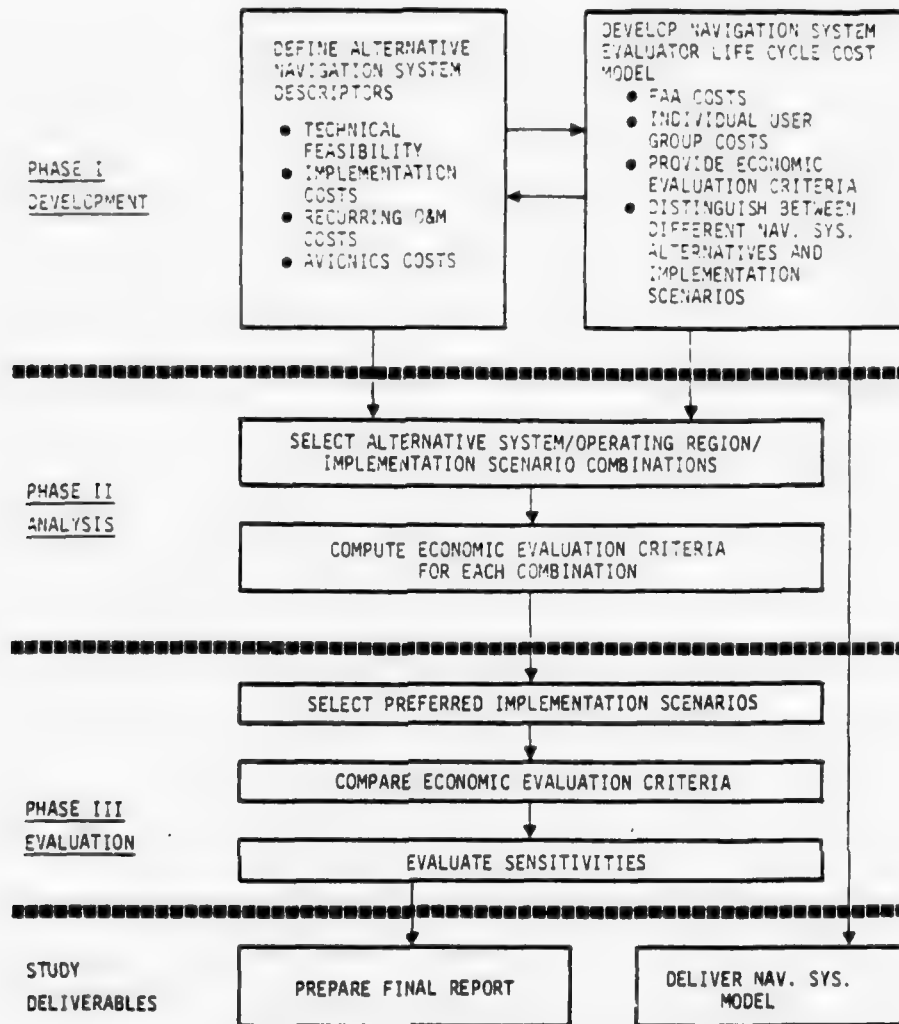 DEFINE ALTERNATIVE
NAVIGATION SYSTEM
DESCRIPTORS
● TECHNICAL
FEASIBILITY
● IMPLEMENTATION
COSTS
● RECURRING O&M
COSTS
● AVIONICS COSTS
DEVELOP NAVIGATION SYSTEM
EVALUATOR LIFE CYCLE COST
MODEL
● FAA COSTS
● INDIVIDUAL USER
GROUP COSTS
● PROVIDE ECONOMIC
EVALUATION CRITERIA
● DISTINGUISH BETWEEN
DIFFERENT NAV. SYS.
ALTERNATIVES AND
IMPLEMENTATION
SCENARIOS
PHASE I
DEVELOPMENT
SELECT ALTERNATIVE SYSTEM/OPERATING REGION/
IMPLEMENTATION SCENARIO COMBINATIONS
PHASE II
ANALYSIS
COMPUTE ECONOMIC EVALUATION CRITERIA
FOR EACH COMBINATION
SELECT PREFERRED IMPLEMENTATION SCENARIOS
COMPARE ECONOMIC EVALUATION CRITERIA
PHASE III
EVALUATION
EVALUATE SENSITIVITIES
STUDY
DELIVERABLES
PREPARE FINAL REPORT
DELIVER NAV. SYS.
MODEL